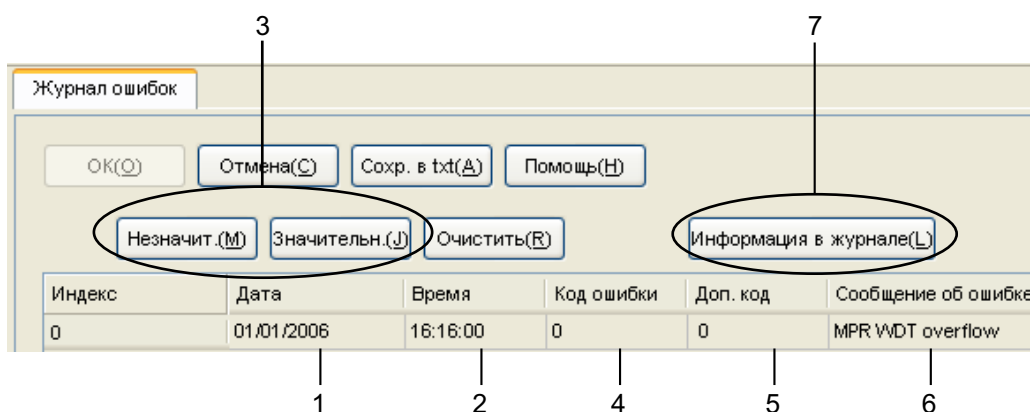 3 7
Журнал ошибок
OK(O) Отмена(C) Сохр. в txt(A) Помощь(H)
Незначит.(M) Значительн.(J) Очистить(R) Информация в журнале(L)
Индекс Дата Время Код ошибки Доп. код Сообщение об ошибке
0 01/01/2006 16:16:00 0 0 MPR WDT overflow
1 2 4 5 6